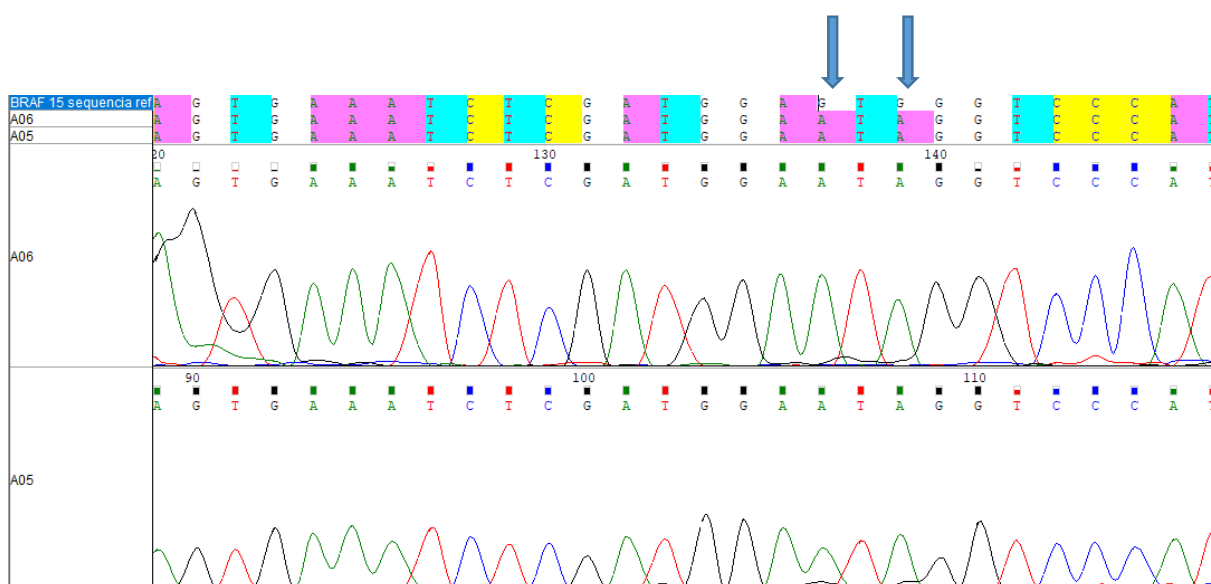 BRAF 15 sequencia ref A G T G A A A T C T C G A T G G A G T G G G T C C C A T
A06 A G T G A A A T C T C G A T G G A A T A G G T C C C A T
A05 A G T G A A A T C T C G A T G G A A T A G G T C C C A T
20 130 140
A G T G A A A T C T C G A T G G A A T A G G T C C C A T
A06
90 100 110
A G T G A A A T C T C G A T G G A A T A G G T C C C A T
A05